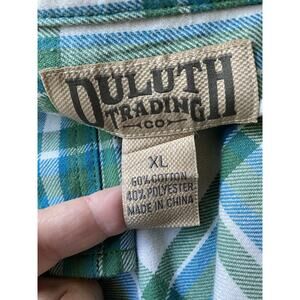 DULUTH
TRADING
CO
XL
60% COTTON
40% POLYESTER
MADE IN CHINA